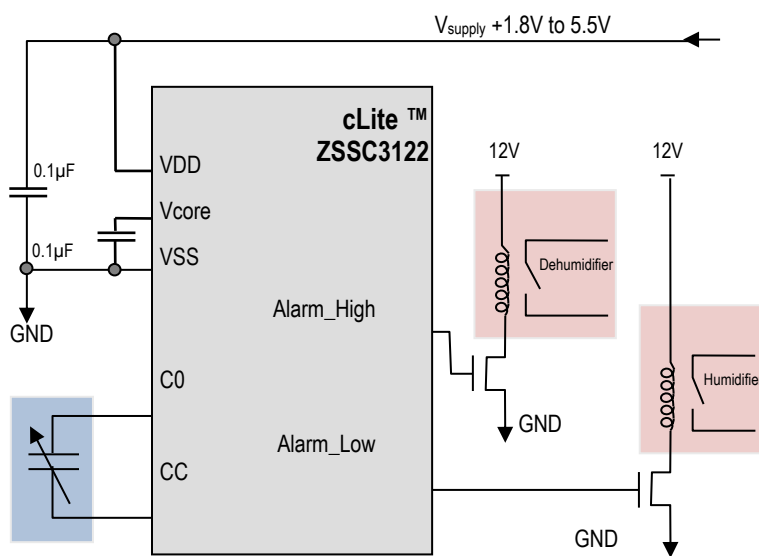 Vsupply +1.8V to 5.5V
cLite ™
ZSSC3122
12V
12V
0.1µF
VDD
Vcore
0.1µF
VSS
Dehumidifier
GND
Alarm_High
C0
Humidifier
GND
CC
Alarm_Low
GND